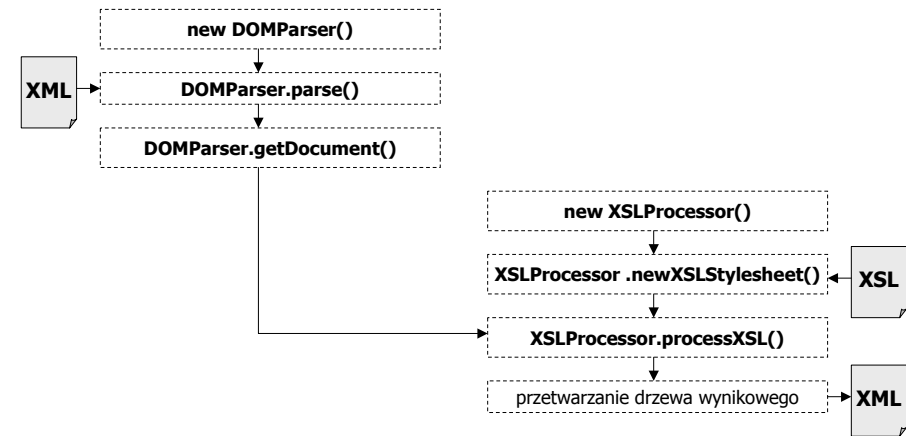 new DOMParser()
XML
DOMParser.parse()
DOMParser.getDocument()
new XSLProcessor()
XSLProcessor .newXSLStylesheet()
XSL
XSLProcessor.processXSL()
przetwarzanie drzewa wynikowego
XML